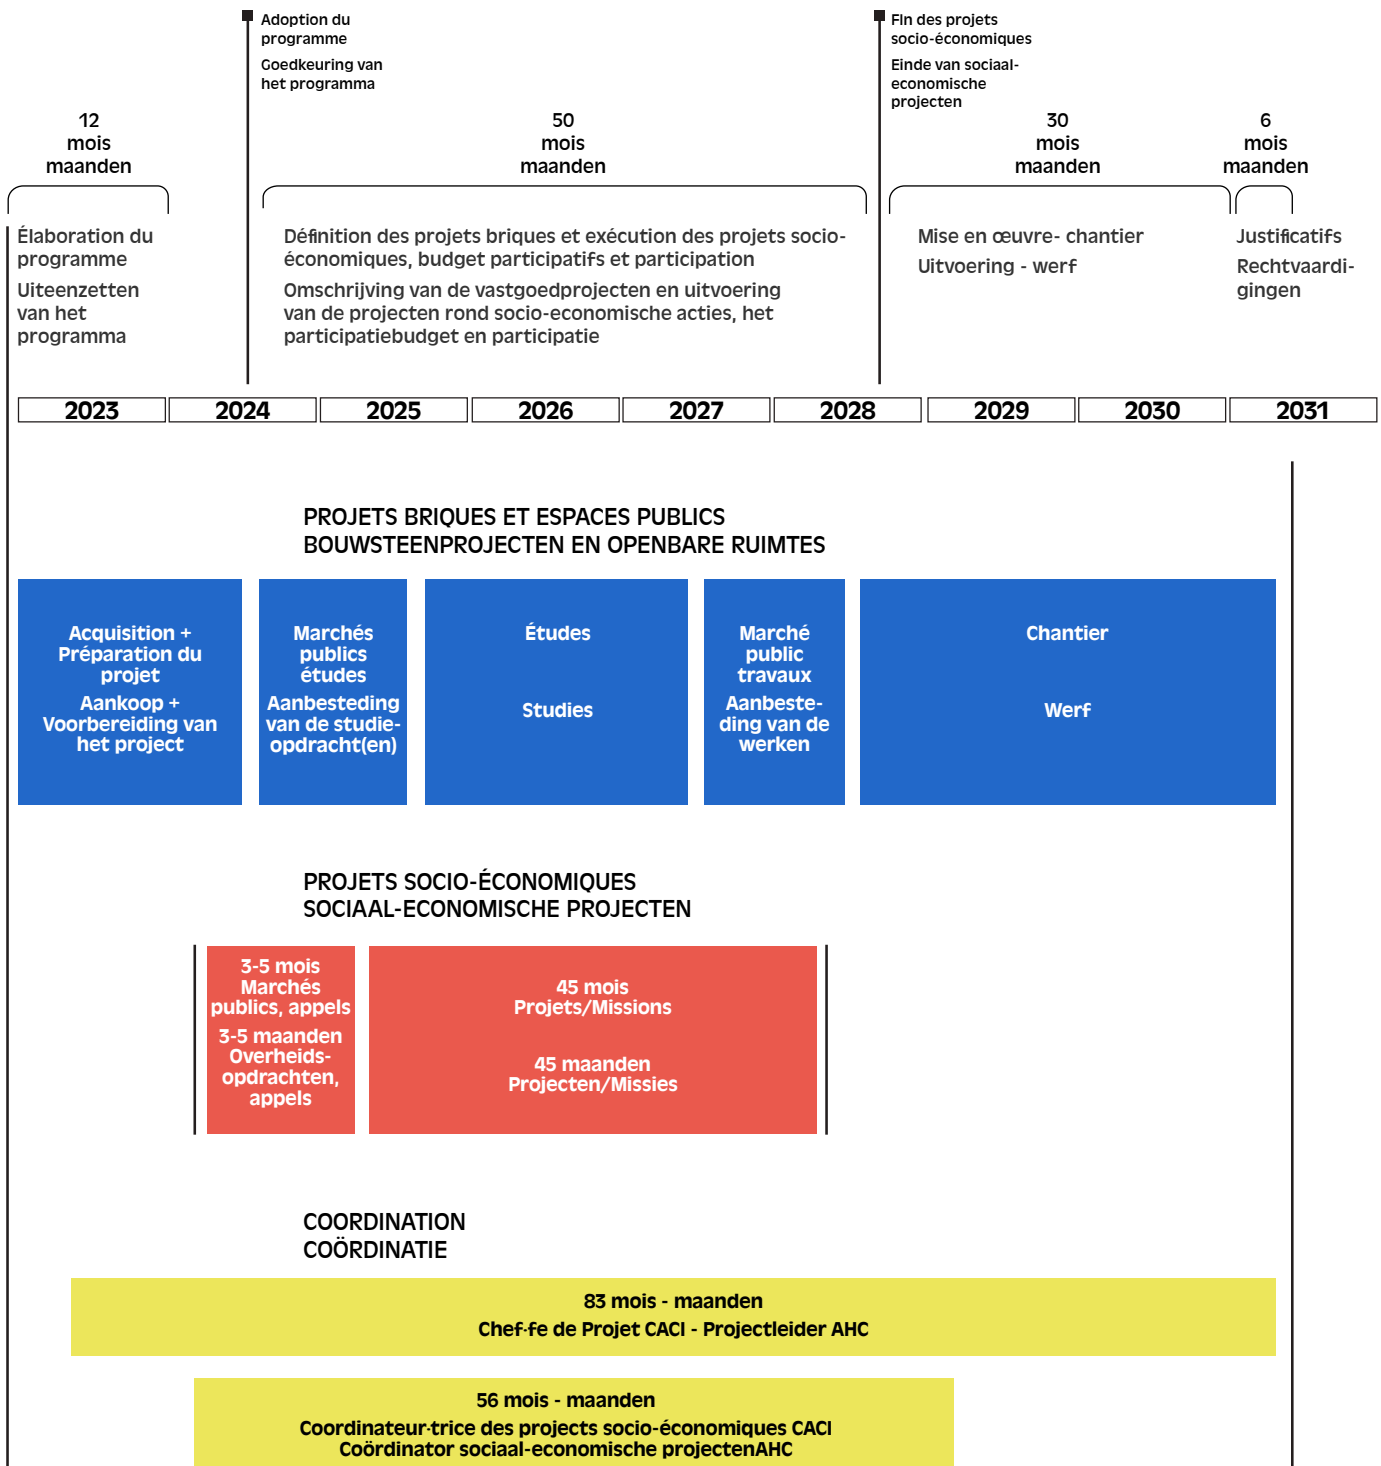 Adoption du
programme
Goedkeuring van
het programma
FIn des projets
socio-économiques
Einde van sociaal-
economische
projecten
12
mois
maanden
50
mois
maanden
30
mois
maanden
6
mois
maanden
Élaboration du
programme
Uiteenzetten
van het
programma
Définition des projets briques et exécution des projets socio-
économiques, budget participatifs et participation
Omschrijving van de vastgoedprojecten en uitvoering
van de projecten rond socio-economische acties, het
participatiebudget en participatie
Mise en œuvre- chantier
Uitvoering - werf
Justificatifs
Rechtvaardi-
gingen
2023
2024
2025
2026
2027
2028
2029
2030
2031
PROJETS BRIQUES ET ESPACES PUBLICS
BOUWSTEENPROJECTEN EN OPENBARE RUIMTES
Acquisition +
Préparation du
projet
Aankoop +
Voorbereiding van
het project
Marchés
publics
études
Aanbesteding
van de studie-
opdracht(en)
Études
Studies
Marché
public
travaux
Aanbeste-
ding van de
werken
Chantier
Werf
PROJETS SOCIO-ÉCONOMIQUES
SOCIAAL-ECONOMISCHE PROJECTEN
3-5 mois
Marchés
publics, appels
3-5 maanden
Overheids-
opdrachten,
appels
45 mois
Projets/Missions
45 maanden
Projecten/Missies
COORDINATION
COÖRDINATIE
83 mois - maanden
Chef·fe de Projet CACI - Projectleider AHC
56 mois - maanden
Coordinateur·trice des projects socio-économiques CACI
Coördinator sociaal-economische projectenAHC